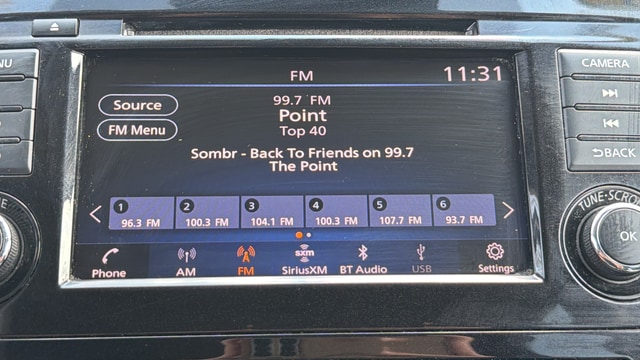 NU
CAMERA
FM
11:31
Source
FM Menu
99.7 FM
Point
Top 40
Sombr - Back To Friends on 99.7
The Point
1 2 3 4 5 6
96.3 FM 100.3 FM 104.1 FM 100.3 FM 107.7 FM 93.7 FM
BACK
TUNE·SCROLL
OK
Phone
AM
FM
sxm
SiriusXM
BT Audio
USB
Settings